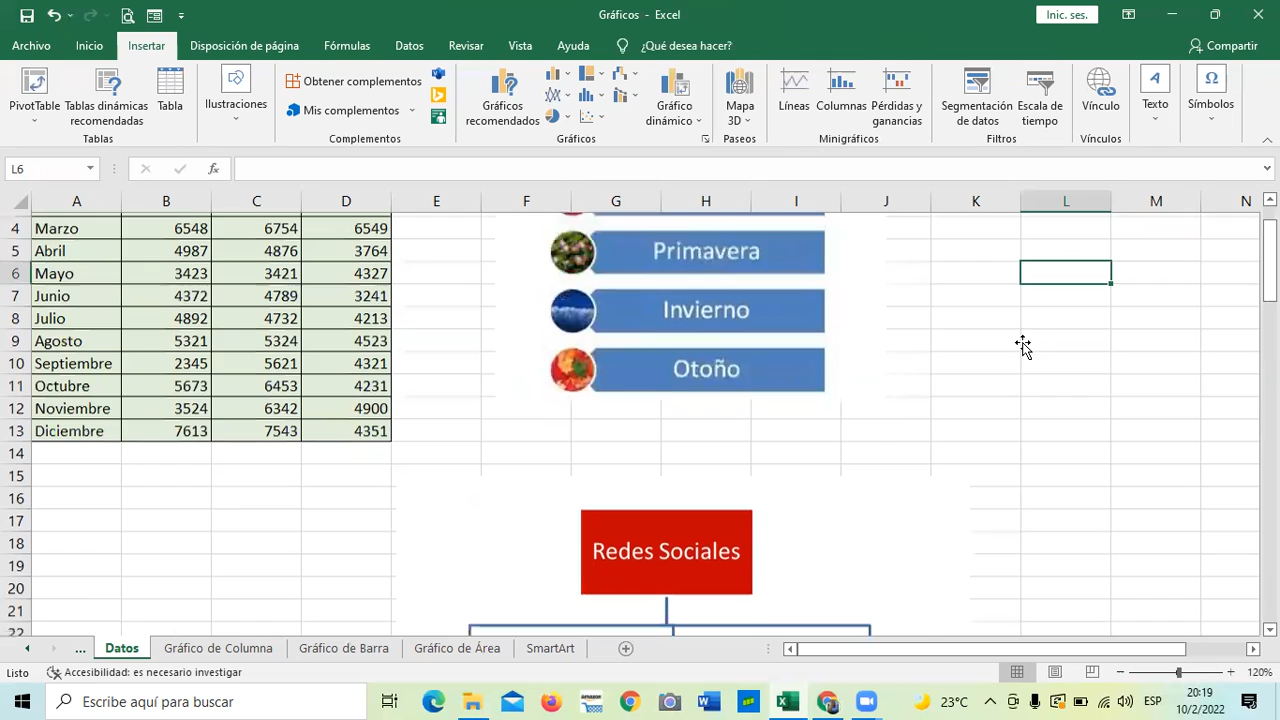 Gráficos - Excel
Inic. ses.
Archivo Inicio Insertar Disposición de página Fórmulas Datos Revisar Vista Ayuda ¿Qué desea hacer? Compartir
PivotTable Tablas dinámicas recomendadas Tabla Ilustraciones Obtener complementos Mis complementos Gráficos recomendados Gráfico dinámico Mapa 3D Líneas Columnas Pérdidas y ganancias Segmentación de datos Escala de tiempo Vínculo Texto Símbolos
Tablas Complementos Gráficos Paseos Minigráficos Filtros Vínculos
L6 fx
A B C D E F G H I J K L M N
4 Marzo 6548 6754 6549
5 Abril 4987 4876 3764 Primavera
6 Mayo 3423 3421 4327
7 Junio 4372 4789 3241
8 Julio 4892 4732 4213 Invierno
9 Agosto 5321 5324 4523
10 Septiembre 2345 5621 4321 Otoño
11 Octubre 5673 6453 4231
12 Noviembre 3524 6342 4900
13 Diciembre 7613 7543 4351
14
15
16
17
18 Redes Sociales
19
20
21
22
... Datos Gráfico de Columna Gráfico de Barra Gráfico de Área SmartArt
Listo Accesibilidad: es necesario investigar 120%
Escribe aquí para buscar amazon 23°C ESP 20:19
10/2/2022